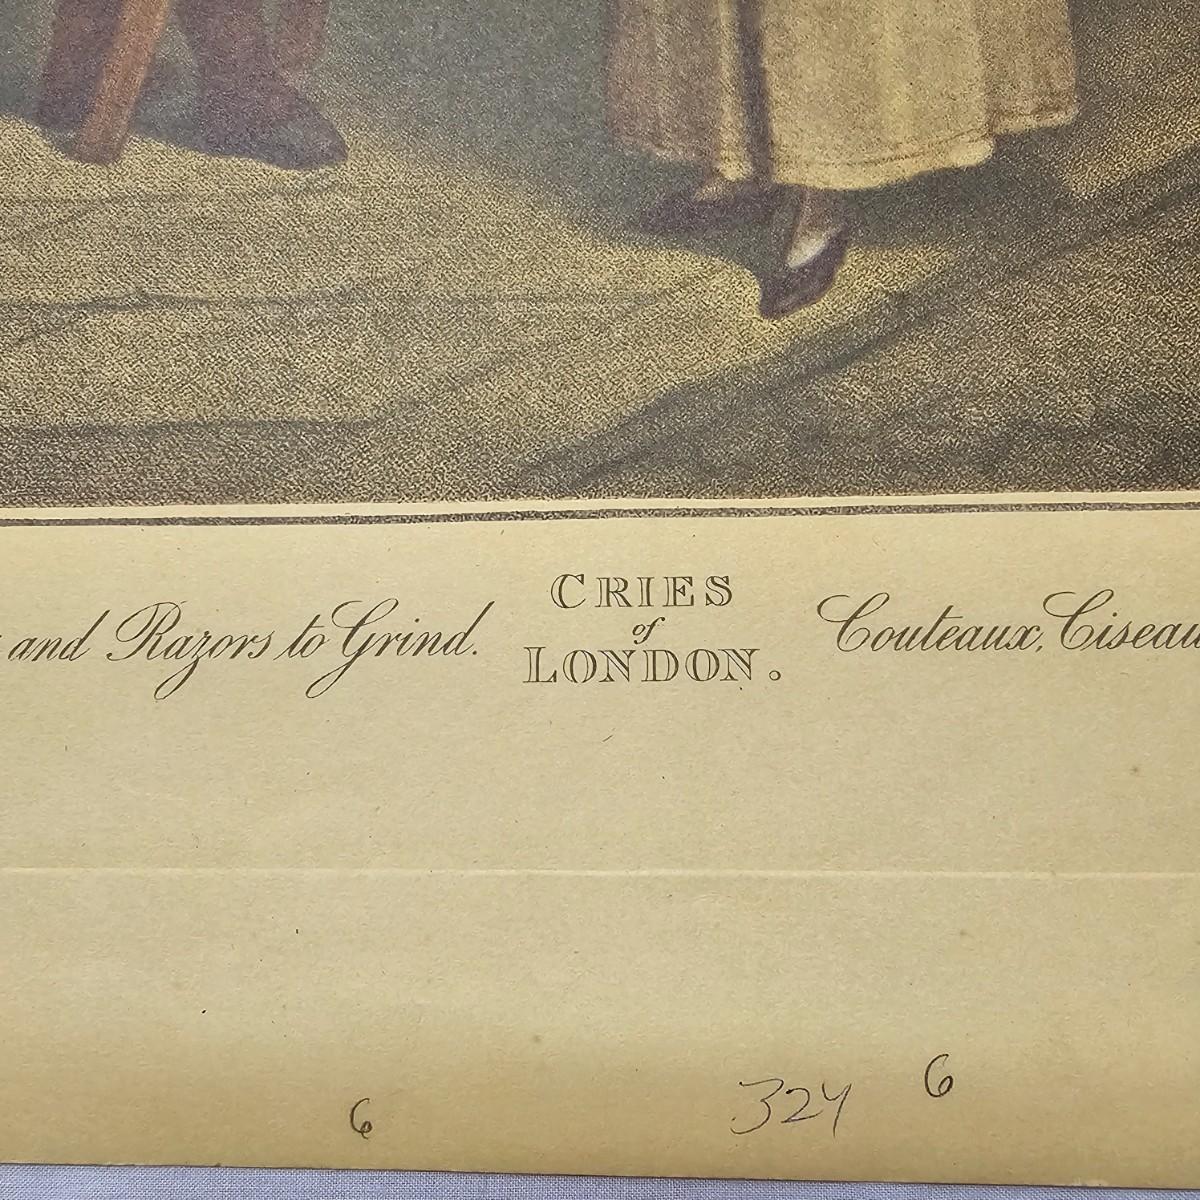 and Razors to Grind.
CRIES
of
LONDON.
Couteaux, Ciseau
6
324
6